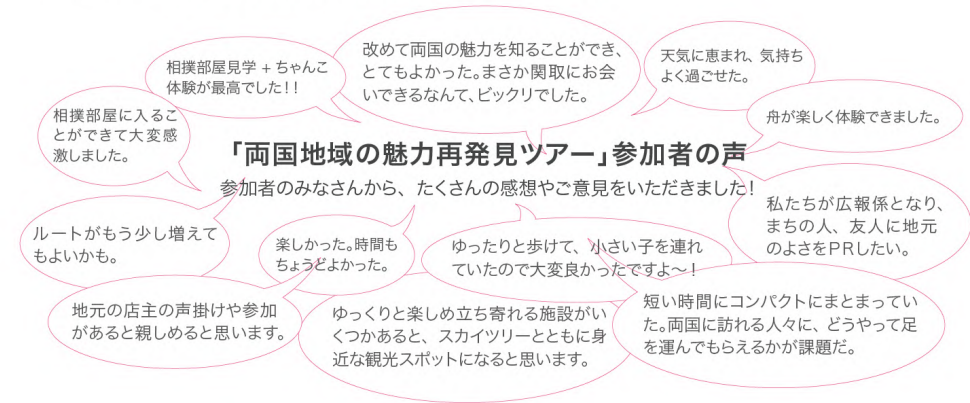 改めて両国の魅力を知ることができ、
とてもよかった。まさか関取にお会
いできるなんて、ビックリでした。
相撲部屋見学 + ちゃんこ
体験が最高でした!!
天気に恵まれ、気持ち
よく過ごせた。
相撲部屋に入るこ
とができて大変感
激しました。
舟が楽しく体験できました。
「両国地域の魅力再発見ツアー」参加者の声
参加者のみなさんから、たくさんの感想やご意見をいただきました!
ルートがもう少し増えて
もよいかも。
楽しかった。時間も
ちょうどよかった。
ゆったりと歩けて、小さい子を連れ
ていたので大変良かったですよ〜!
私たちが広報係となり、
まちの人、友人に地元
のよさをPRしたい。
地元の店主の声掛けや参加
があると親しめると思います。
ゆっくりと楽しめ立ち寄れる施設がい
くつかあると、スカイツリーとともに身
近な観光スポットになると思います。
短い時間にコンパクトにまとまってい
た。両国に訪れる人々に、どうやって足
を運んでもらえるかが課題だ。